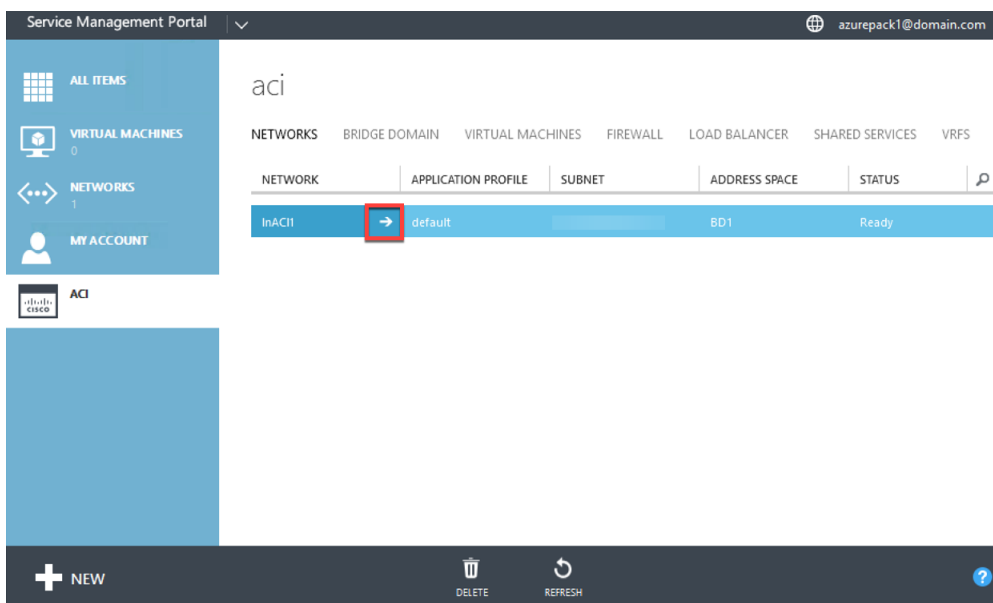 Service Management Portal
azurepack1@domain.com
ALL ITEMS
VIRTUAL MACHINES
0
NETWORKS
1
MY ACCOUNT
CISCO
ACI
aci
NETWORKS BRIDGE DOMAIN VIRTUAL MACHINES FIREWALL LOAD BALANCER SHARED SERVICES VRFS
NETWORK APPLICATION PROFILE SUBNET ADDRESS SPACE STATUS
InACI1 default BD1 Ready
NEW
DELETE
REFRESH
?